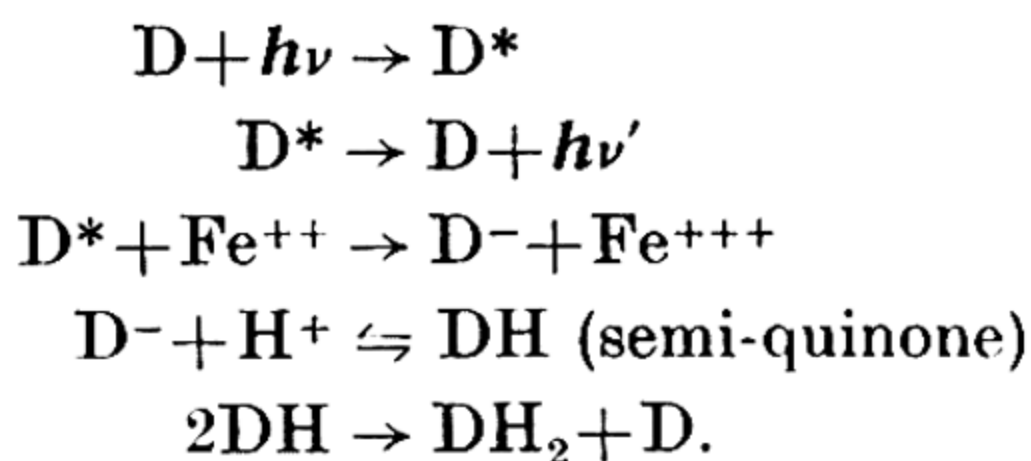 D+hν → D*
D* → D+hν′
D*+Fe⁺⁺ → D⁻+Fe⁺⁺⁺
D⁻+H⁺ ⇋ DH (semi-quinone)
2DH → DH₂+D.